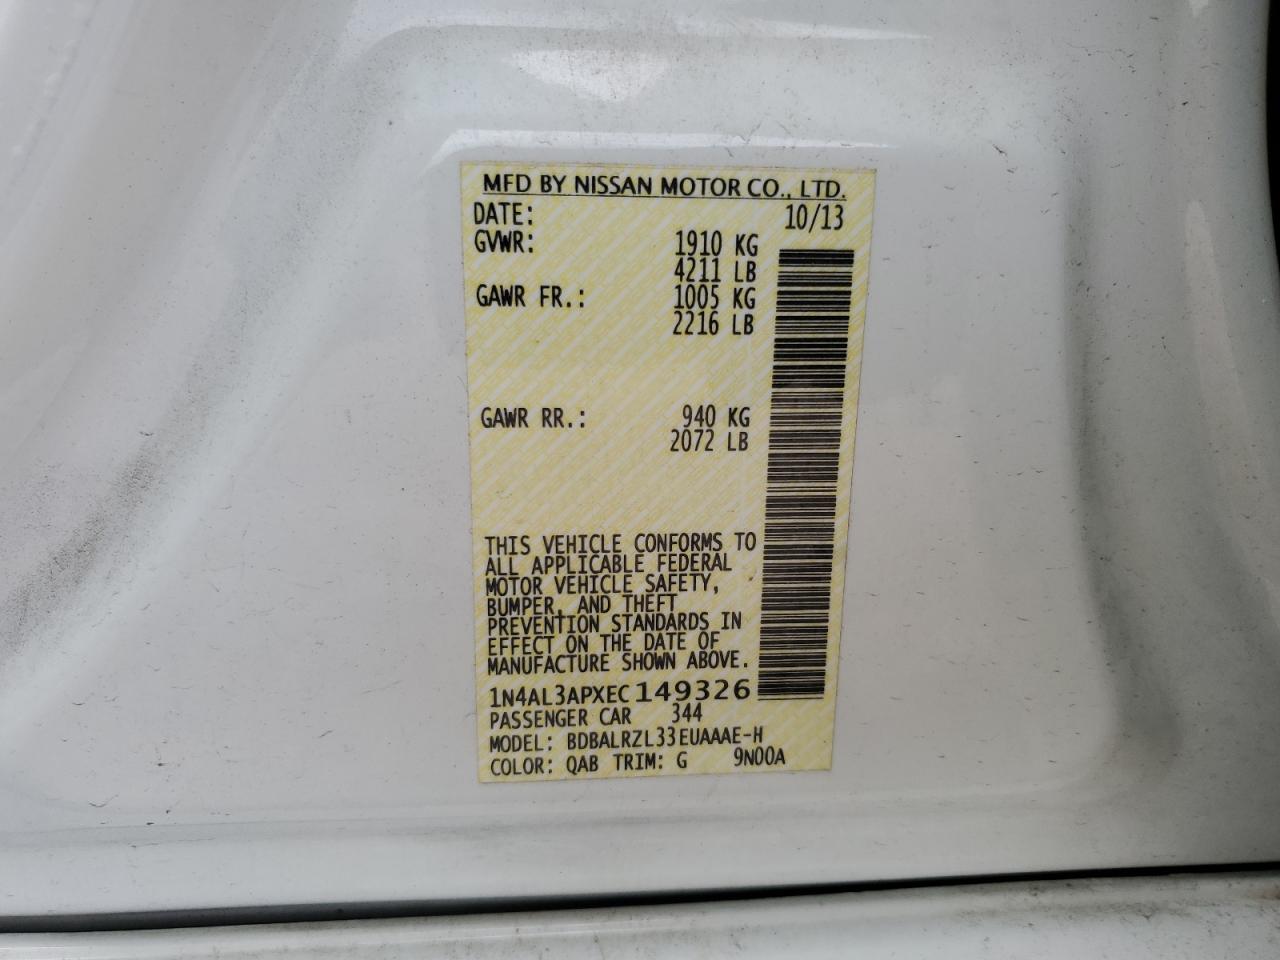 MFD BY NISSAN MOTOR CO., LTD.
DATE: 10/13
GVWR: 1910 KG
4211 LB
GAWR FR.: 1005 KG
2216 LB
GAWR RR.: 940 KG
2072 LB
THIS VEHICLE CONFORMS TO
ALL APPLICABLE FEDERAL
MOTOR VEHICLE SAFETY,
BUMPER, AND THEFT
PREVENTION STANDARDS IN
EFFECT ON THE DATE OF
MANUFACTURE SHOWN ABOVE.
1N4AL3APXEC149326
PASSENGER CAR 344
MODEL: BDBALRZL33EUAAAE-H
COLOR: QAB TRIM: G 9N00A